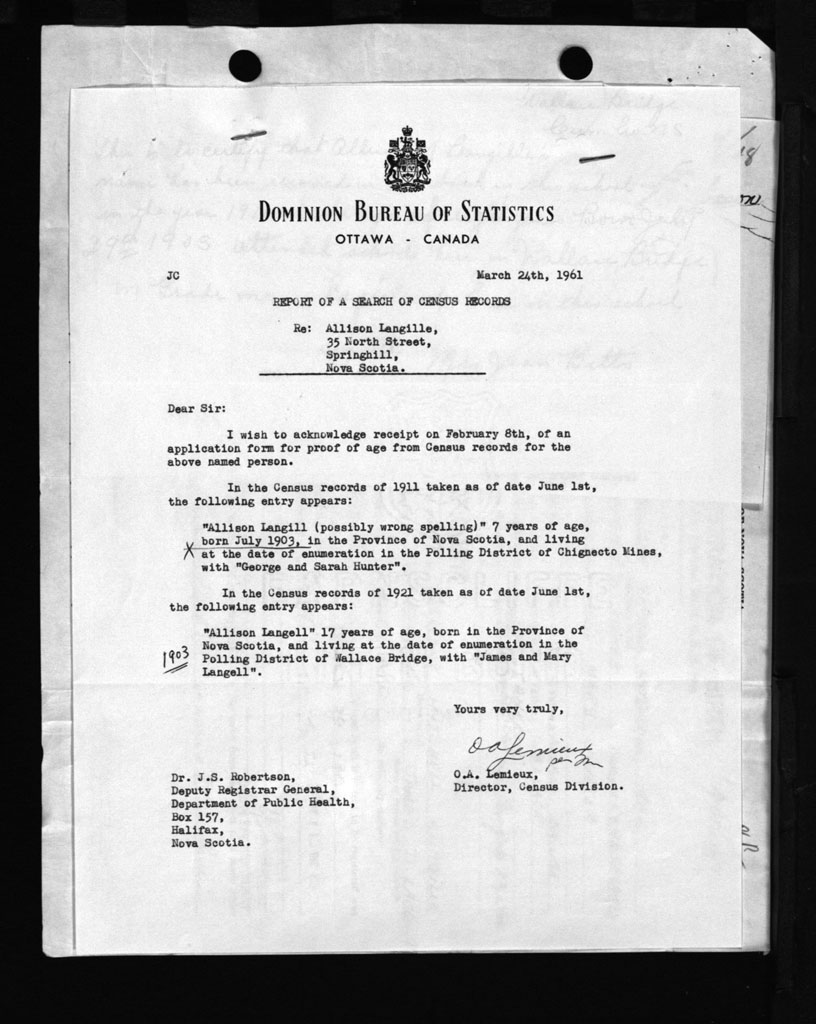 DOMINION BUREAU OF STATISTICS
OTTAWA - CANADA
JC
March 24th, 1961
REPORT OF A SEARCH OF CENSUS RECORDS
Re: Allison Langille,
35 North Street,
Springhill,
Nova Scotia.
Dear Sir:
I wish to acknowledge receipt on February 8th, of an
application form for proof of age from Census records for the
above named person.
In the Census records of 1911 taken as of date June 1st,
the following entry appears:
"Allison Langill (possibly wrong spelling)" 7 years of age,
born July 1903, in the Province of Nova Scotia, and living
at the date of enumeration in the Polling District of Chignecto Mines,
with "George and Sarah Hunter".
In the Census records of 1921 taken as of date June 1st,
the following entry appears:
"Allison Langell" 17 years of age, born in the Province of
Nova Scotia, and living at the date of enumeration in the
1903
Polling District of Wallace Bridge, with "James and Mary
Langell".
Yours very truly,
O A Lemieux
per
O.A. Lemieux,
Director, Census Division.
Dr. J.S. Robertson,
Deputy Registrar General,
Department of Public Health,
Box 157,
Halifax,
Nova Scotia.